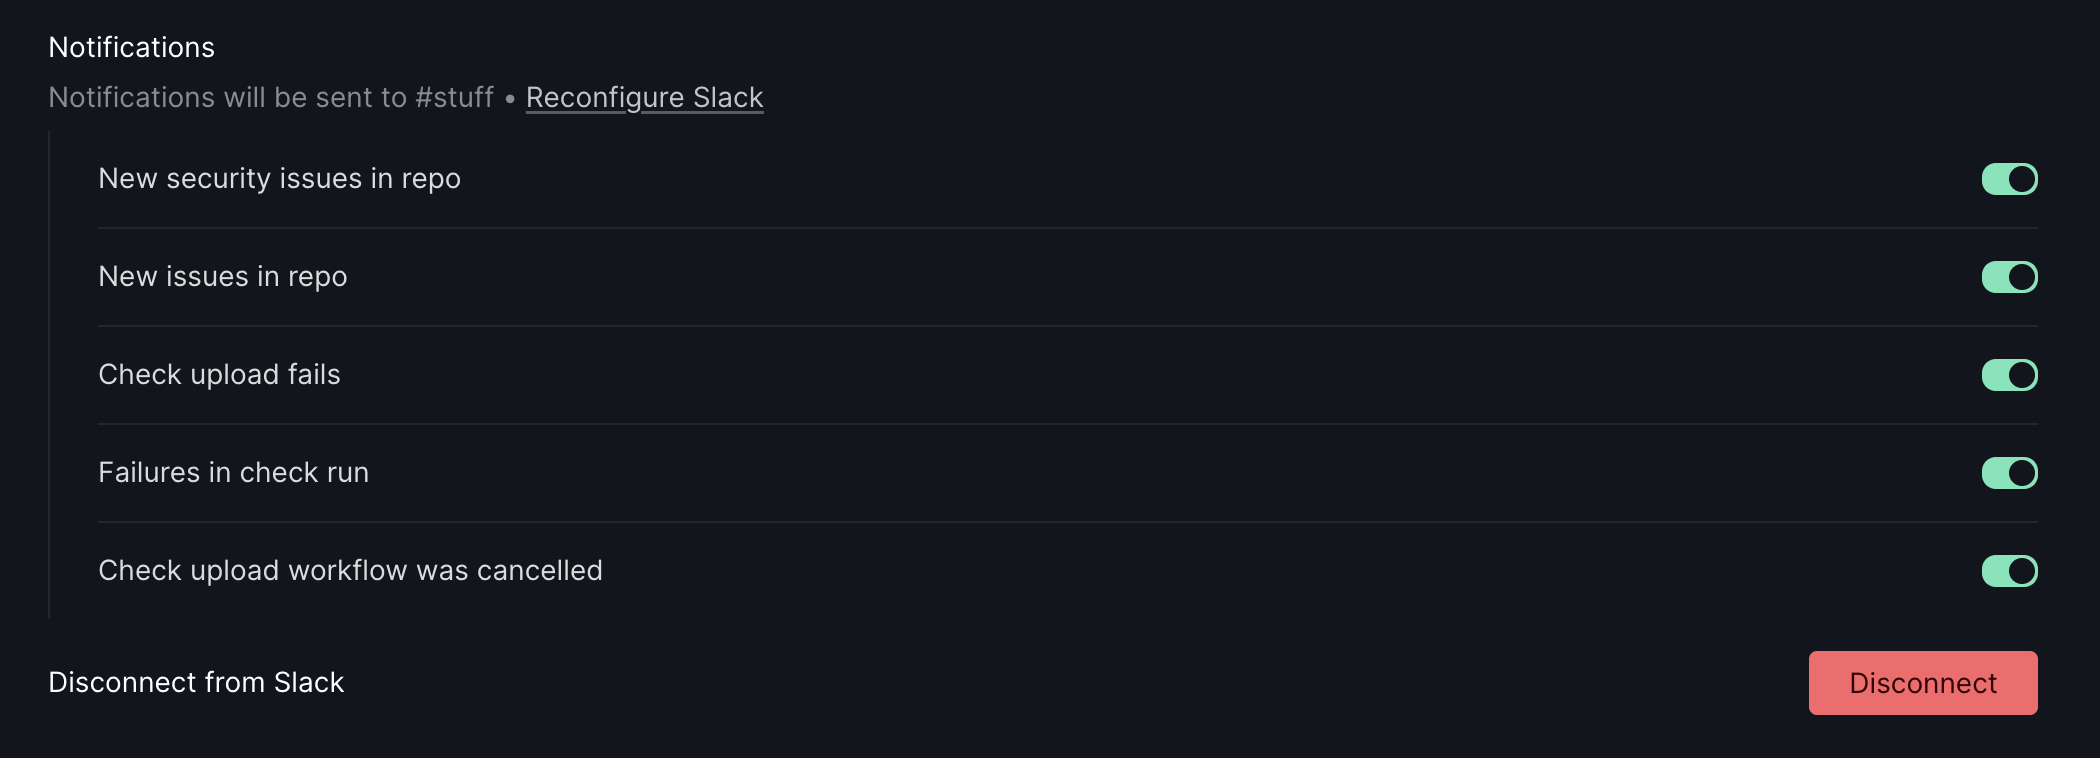 Notifications
Notifications will be sent to #stuff • Reconfigure Slack
New security issues in repo
New issues in repo
Check upload fails
Failures in check run
Check upload workflow was cancelled
Disconnect from Slack
Disconnect